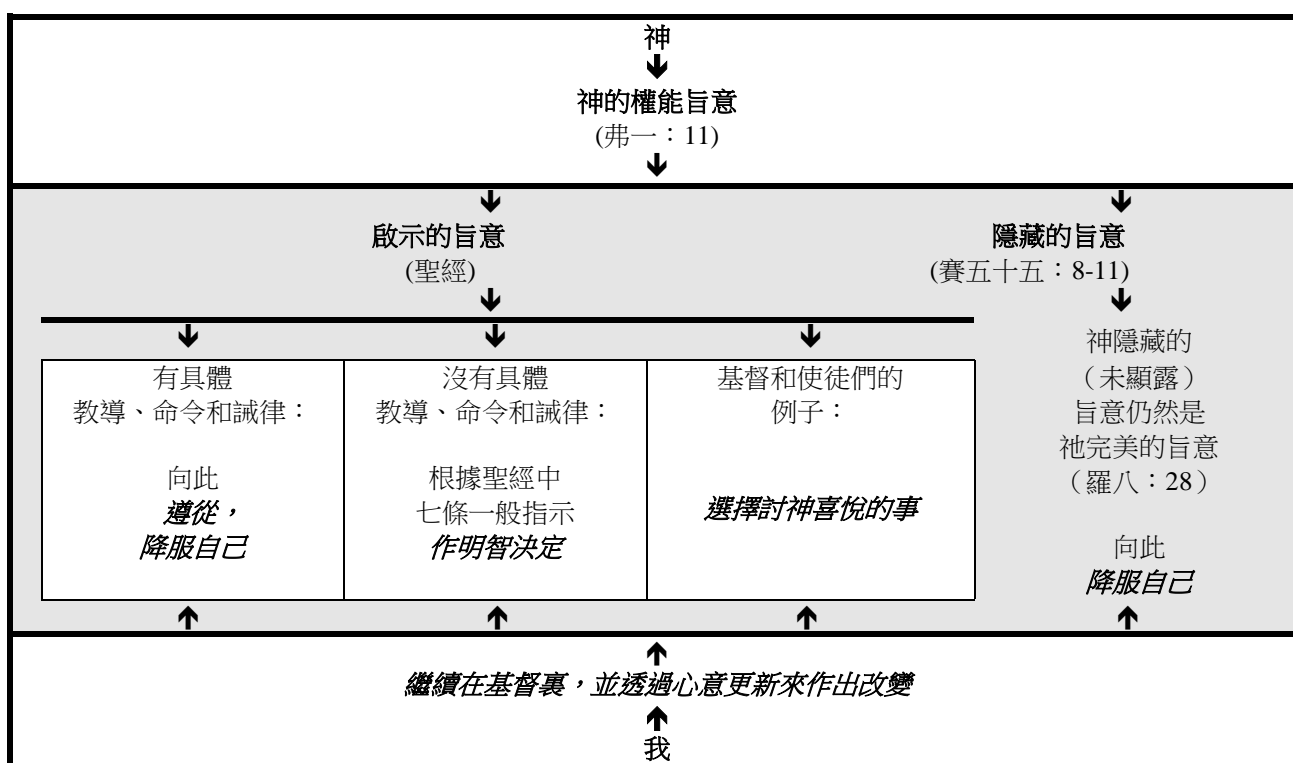 神
神的權能旨意
(弗一：11)
啟示的旨意
(聖經)
隱藏的旨意
(賽五十五：8-11)
有具體
教導、命令和誡律：
向此
遵從，
降服自己
沒有具體
教導、命令和誡律：
根據聖經中
七條一般指示
作明智決定
基督和使徒們的
例子：
選擇討神喜悅的事
神隱藏的
（未顯露）
旨意仍然是
祂完美的旨意
（羅八：28）
向此
降服自己
繼續在基督裏，並透過心意更新來作出改變
我